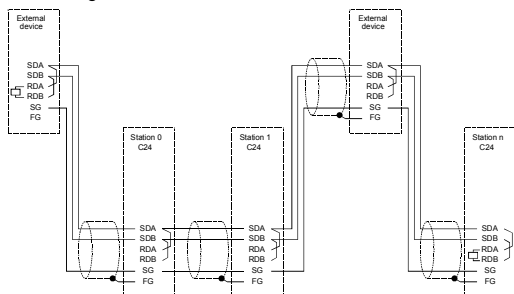 External
device
SDA
SDB
RDA
RDB
SG
FG
Station 0
C24
SDA
SDB
RDA
RDB
SG
FG
Station 1
C24
SDA
SDB
RDA
RDB
SG
FG
External
device
SDA
SDB
RDA
RDB
SG
FG
Station n
C24
SDA
SDB
RDA
RDB
SG
FG